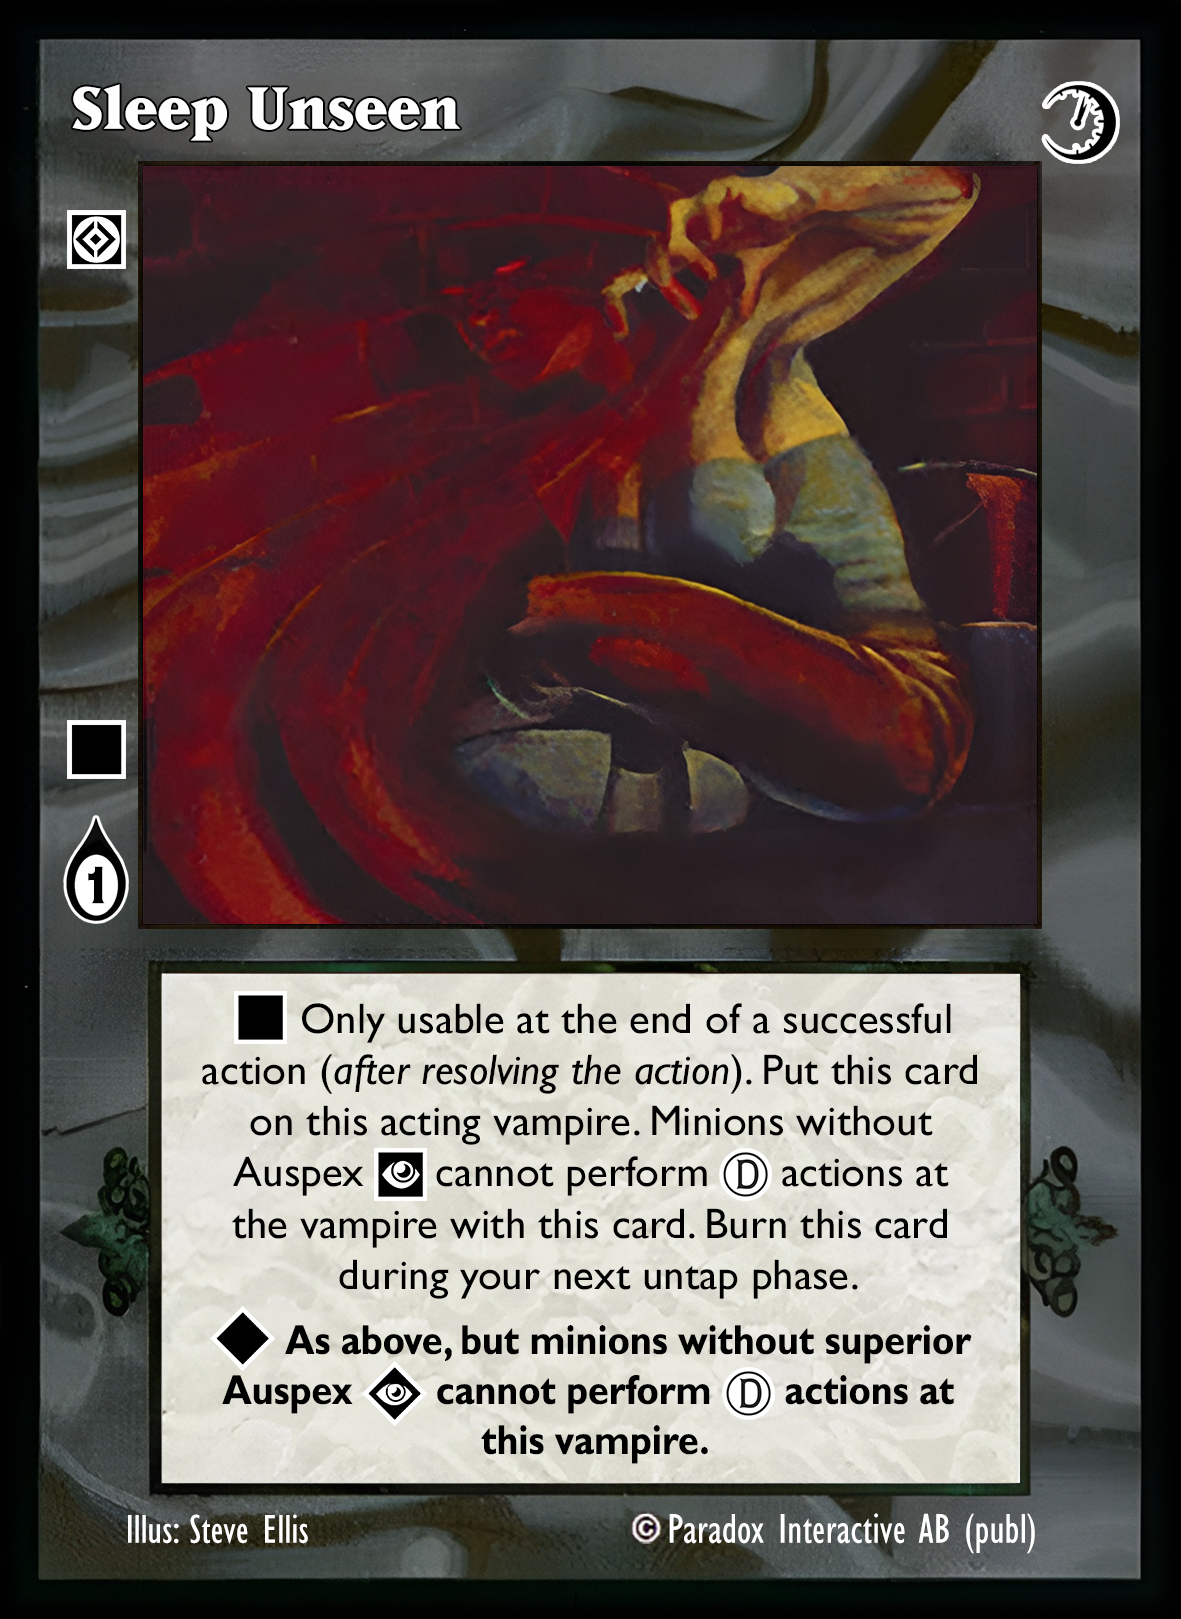 Sleep Unseen
1
Only usable at the end of a successful
action (after resolving the action). Put this card
on this acting vampire. Minions without
Auspex cannot perform D actions at
the vampire with this card. Burn this card
during your next untap phase.
As above, but minions without superior
Auspex cannot perform D actions at
this vampire.
Illus: Steve Ellis
© Paradox Interactive AB (publ)